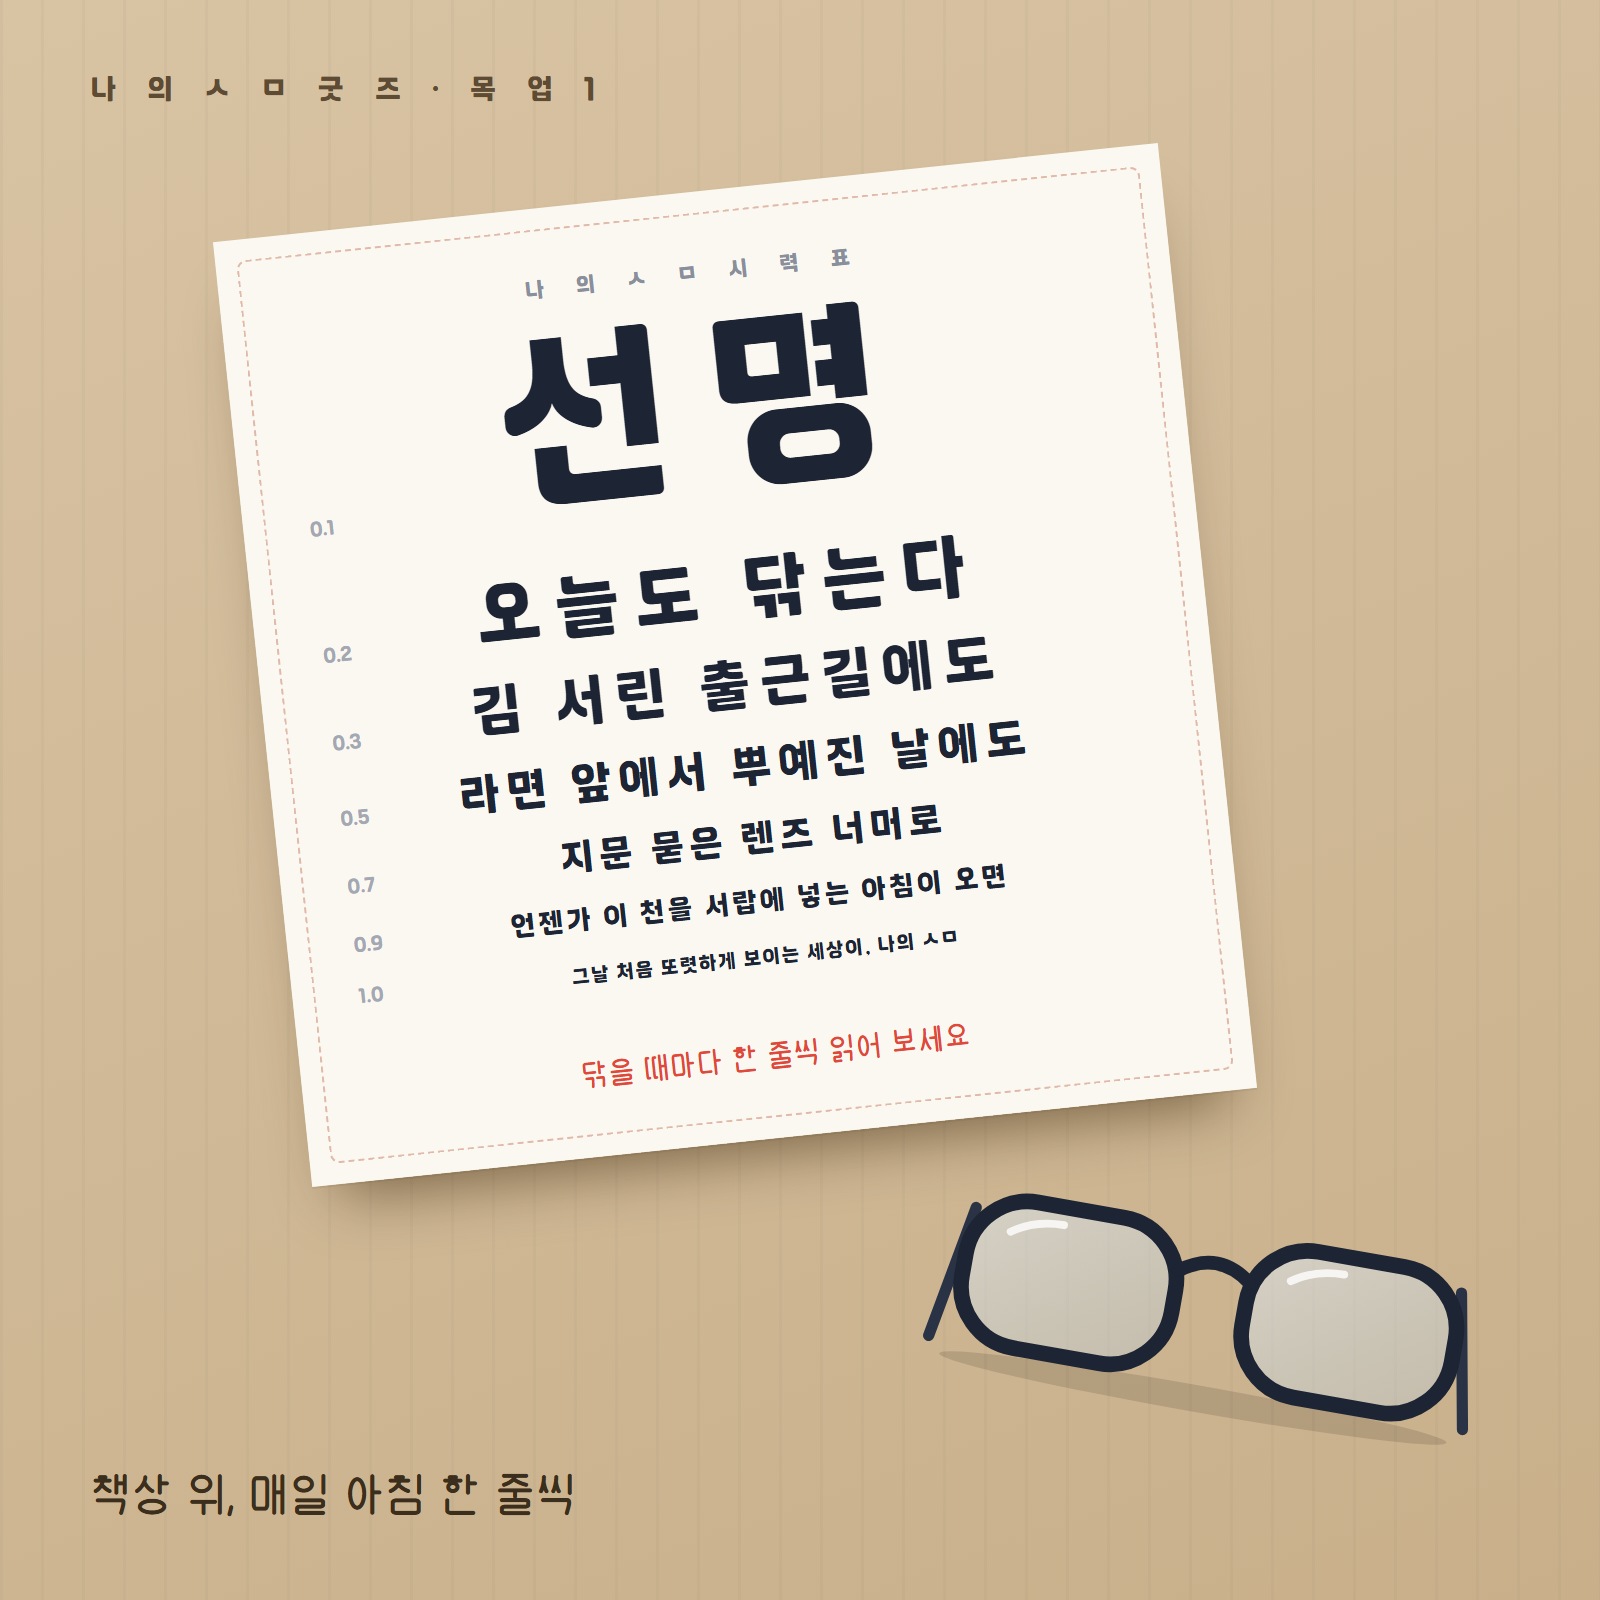 나의 ㅅㅁ 굿즈 · 목업 1
나의 ㅅㅁ 시력표
선명
0.1
오늘도 닦는다
0.2
김 서린 출근길에도
0.3
라면 앞에서 뿌예진 날에도
0.5
지문 묻은 렌즈 너머로
0.7
언젠가 이 천을 서랍에 넣는 아침이 오면
0.9
그날 처음 또렷하게 보이는 세상이, 나의 ㅅㅁ
1.0
닦을 때마다 한 줄씩 읽어 보세요
책상 위, 매일 아침 한 줄씩